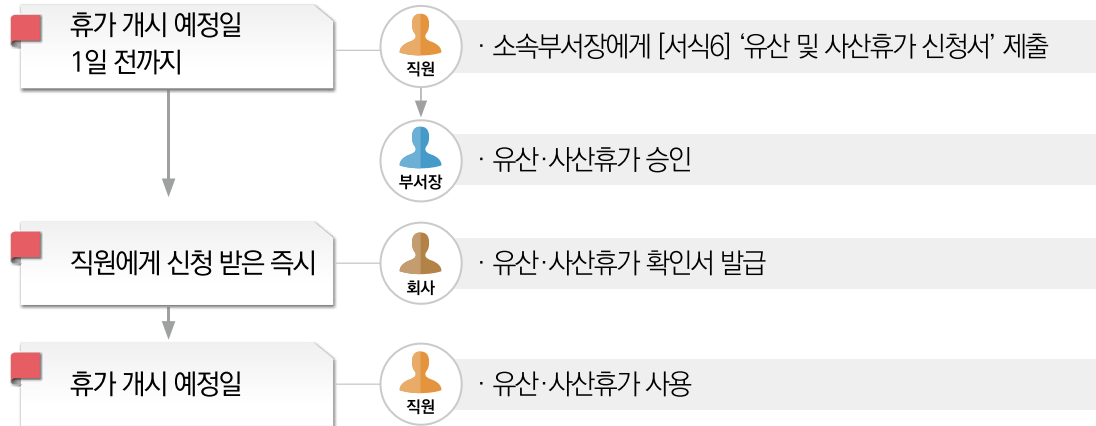 휴가 개시 예정일
1일 전까지
직원
· 소속부서장에게 [서식6] ‘유산 및 사산휴가 신청서’ 제출
부서장
· 유산·사산휴가 승인
직원에게 신청 받은 즉시
회사
· 유산·사산휴가 확인서 발급
휴가 개시 예정일
직원
· 유산·사산휴가 사용